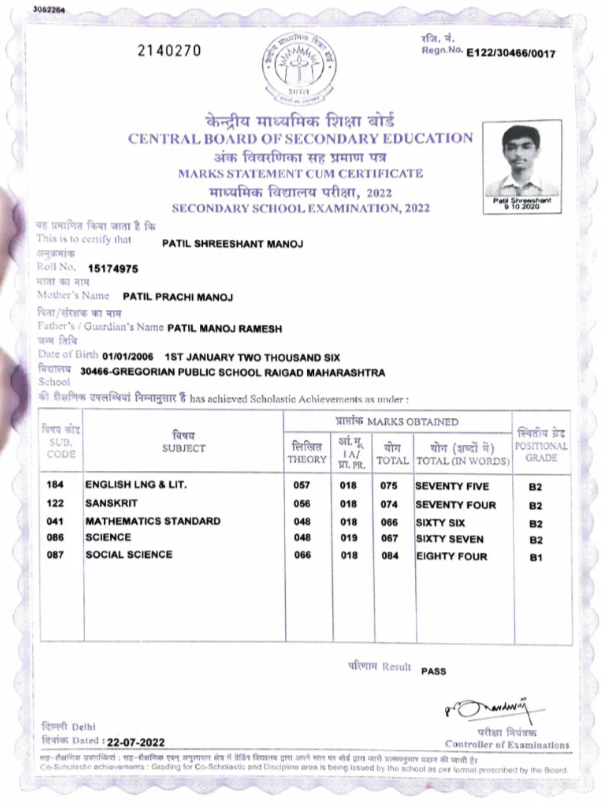 3062264
2140270
रजि. नं.
Regn.No. E122/30466/0017
केन्द्रीय माध्यमिक शिक्षा बोर्ड
भारत
केन्द्रीय माध्यमिक शिक्षा बोर्ड
CENTRAL BOARD OF SECONDARY EDUCATION
अंक विवरणिका सह प्रमाण पत्र
MARKS STATEMENT CUM CERTIFICATE
माध्यमिक विद्यालय परीक्षा, 2022
SECONDARY SCHOOL EXAMINATION, 2022
Patil Shreeshant
9.10.2020
यह प्रमाणित किया जाता है कि
This is to certify that PATIL SHREESHANT MANOJ
अनुक्रमांक
Roll No. 15174975
माता का नाम
Mother's Name PATIL PRACHI MANOJ
पिता/संरक्षक का नाम
Father's / Guardian's Name PATIL MANOJ RAMESH
जन्म तिथि
Date of Birth 01/01/2006 1ST JANUARY TWO THOUSAND SIX
विद्यालय 30466-GREGORIAN PUBLIC SCHOOL RAIGAD MAHARASHTRA
School
की शैक्षणिक उपलब्धियां निम्नानुसार हैं has achieved Scholastic Achievements as under :
विषय कोड SUB. CODE
विषय SUBJECT
प्राप्तांक MARKS OBTAINED
लिखित THEORY
आं.मू. IA/ प्रा. PR.
योग TOTAL
योग (शब्दों में) TOTAL (IN WORDS)
स्थितीय ग्रेड POSITIONAL GRADE
184 ENGLISH LNG & LIT. 057 018 075 SEVENTY FIVE B2
122 SANSKRIT 056 018 074 SEVENTY FOUR B2
041 MATHEMATICS STANDARD 048 018 066 SIXTY SIX B2
086 SCIENCE 048 019 067 SIXTY SEVEN B2
087 SOCIAL SCIENCE 066 018 084 EIGHTY FOUR B1
परिणाम Result PASS
दिल्ली Delhi
दिनांक Dated : 22-07-2022
परीक्षा नियंत्रक
Controller of Examinations
सह-शैक्षणिक उपलब्धियां : सह-शैक्षणिक एवम् अनुशासन क्षेत्र में ग्रेडिंग विद्यालय द्वारा अपने स्तर पर बोर्ड द्वारा जारी प्रारूपनुसार प्रदान की जाती है।
Co-Scholastic achievements : Grading for Co-Scholastic and Discipline area is being issued by the school as per format prescribed by the Board.